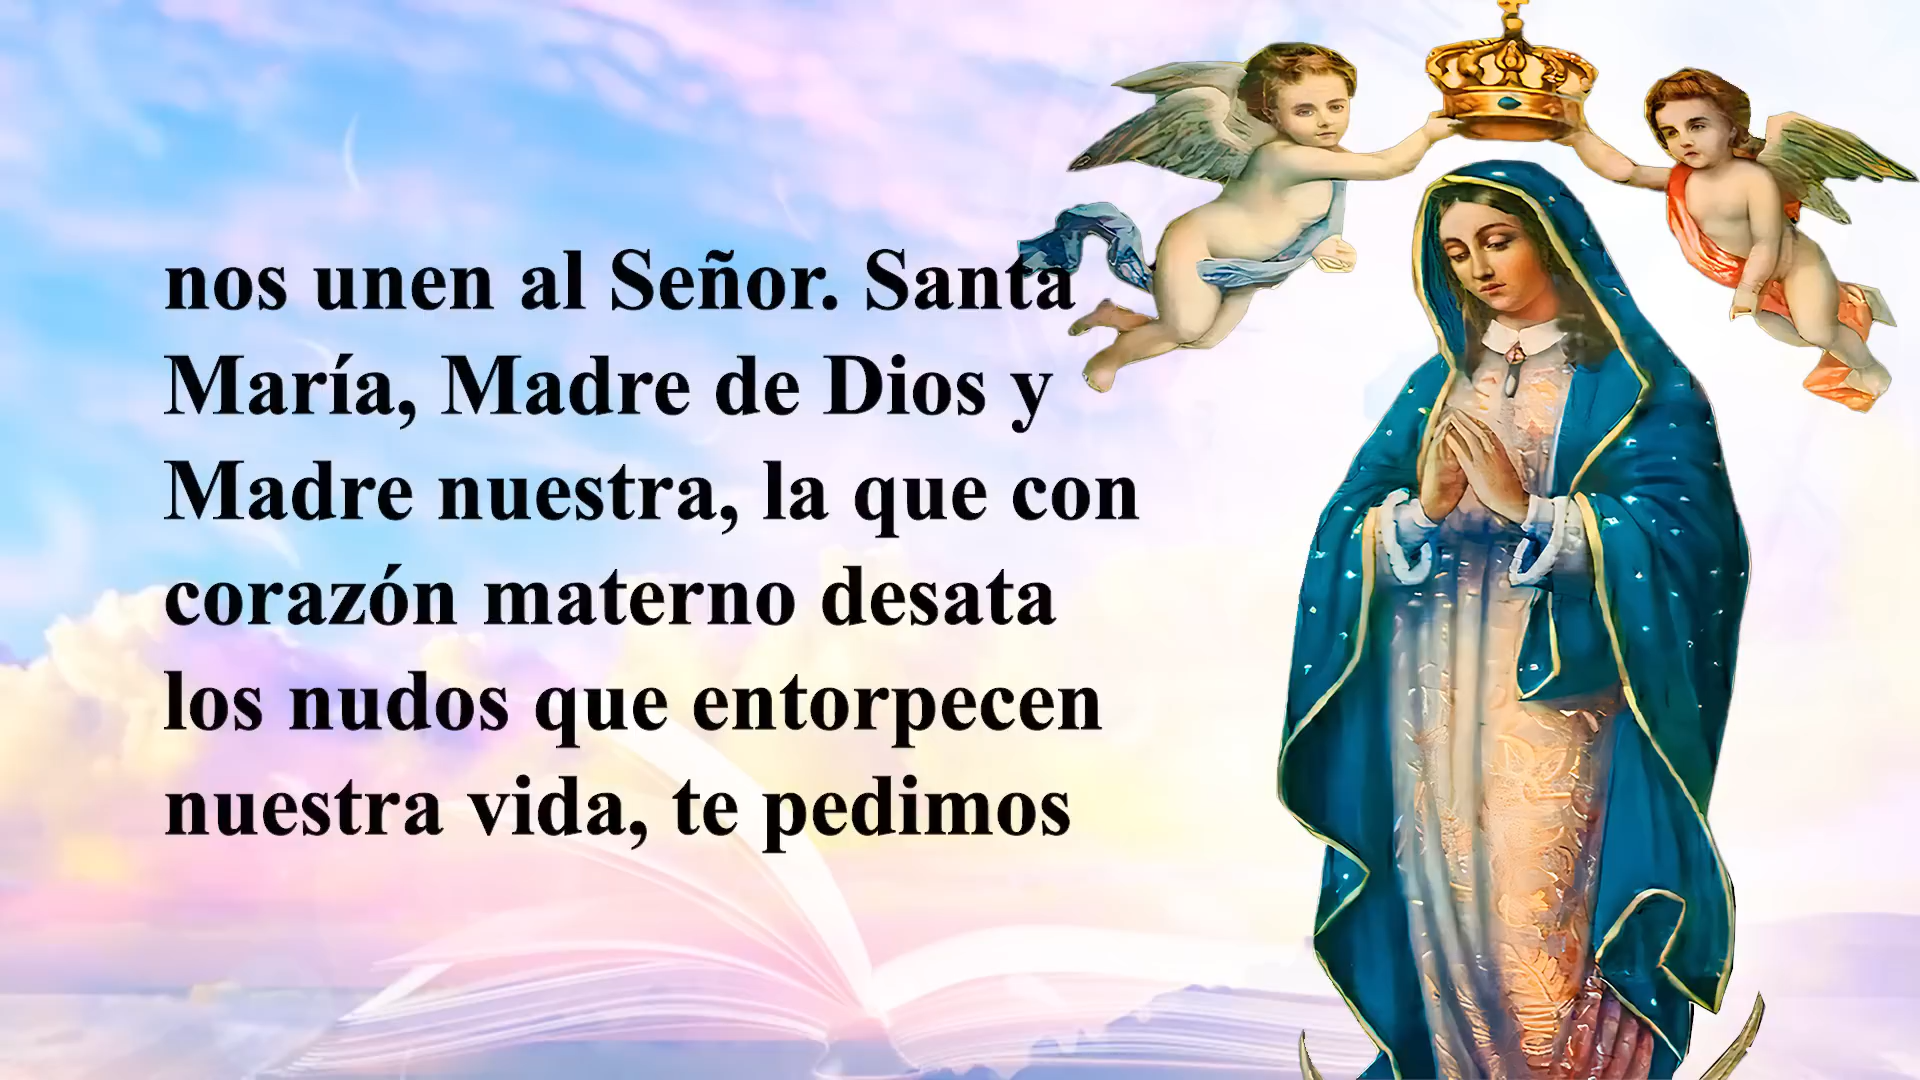 nos unen al Señor. Santa
María, Madre de Dios y
Madre nuestra, la que con
corazón materno desata
los nudos que entorpecen
nuestra vida, te pedimos